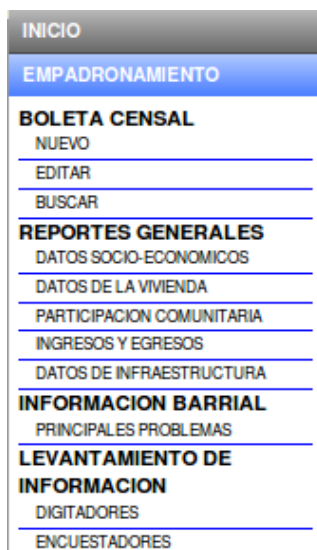 INICIO
EMPADRONAMIENTO
BOLETA CENSAL
NUEVO
EDITAR
BUSCAR
REPORTES GENERALES
DATOS SOCIO-ECONOMICOS
DATOS DE LA VIVIENDA
PARTICIPACION COMUNITARIA
INGRESOS Y EGRESOS
DATOS DE INFRAESTRUCTURA
INFORMACION BARRIAL
PRINCIPALES PROBLEMAS
LEVANTAMIENTO DE
INFORMACION
DIGITADORES
ENCUESTADORES